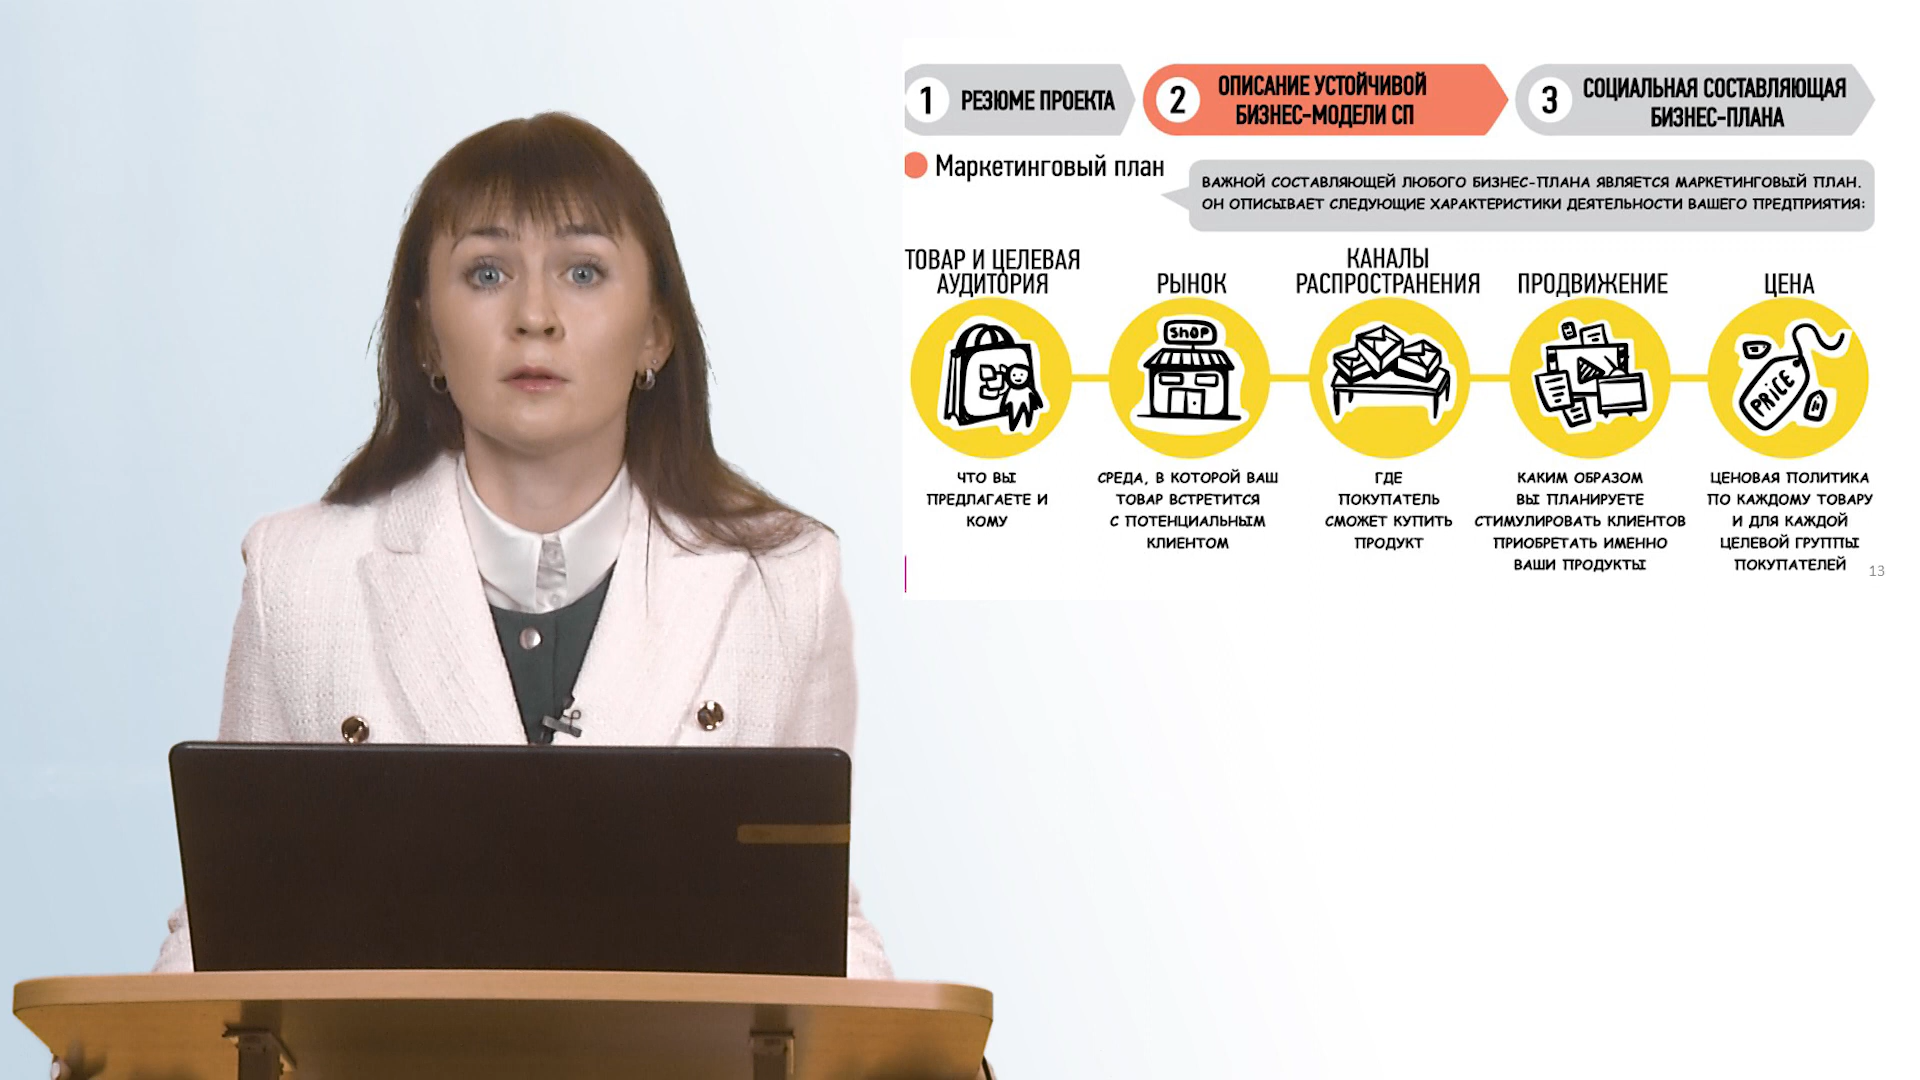 1 РЕЗЮМЕ ПРОЕКТА
2 ОПИСАНИЕ УСТОЙЧИВОЙ
БИЗНЕС-МОДЕЛИ СП
3 СОЦИАЛЬНАЯ СОСТАВЛЯЮЩАЯ
БИЗНЕС-ПЛАНА
Маркетинговый план
ВАЖНОЙ СОСТАВЛЯЮЩЕЙ ЛЮБОГО БИЗНЕС-ПЛАНА ЯВЛЯЕТСЯ МАРКЕТИНГОВЫЙ ПЛАН.
ОН ОПИСЫВАЕТ СЛЕДУЮЩИЕ ХАРАКТЕРИСТИКИ ДЕЯТЕЛЬНОСТИ ВАШЕГО ПРЕДПРИЯТИЯ:
ТОВАР И ЦЕЛЕВАЯ
АУДИТОРИЯ
ЧТО ВЫ
ПРЕДЛАГАЕТЕ И
КОМУ
РЫНОК
SHOP
СРЕДА, В КОТОРОЙ ВАШ
ТОВАР ВСТРЕТИТСЯ
С ПОТЕНЦИАЛЬНЫМ
КЛИЕНТОМ
КАНАЛЫ
РАСПРОСТРАНЕНИЯ
ГДЕ
ПОКУПАТЕЛЬ
СМОЖЕТ КУПИТЬ
ПРОДУКТ
ПРОДВИЖЕНИЕ
КАКИМ ОБРАЗОМ
ВЫ ПЛАНИРУЕТЕ
СТИМУЛИРОВАТЬ КЛИЕНТОВ
ПРИОБРЕТАТЬ ИМЕННО
ВАШИ ПРОДУКТЫ
ЦЕНА
PRiCE
ЦЕНОВАЯ ПОЛИТИКА
ПО КАЖДОМУ ТОВАРУ
И ДЛЯ КАЖДОЙ
ЦЕЛЕВОЙ ГРУППЫ
ПОКУПАТЕЛЕЙ
13